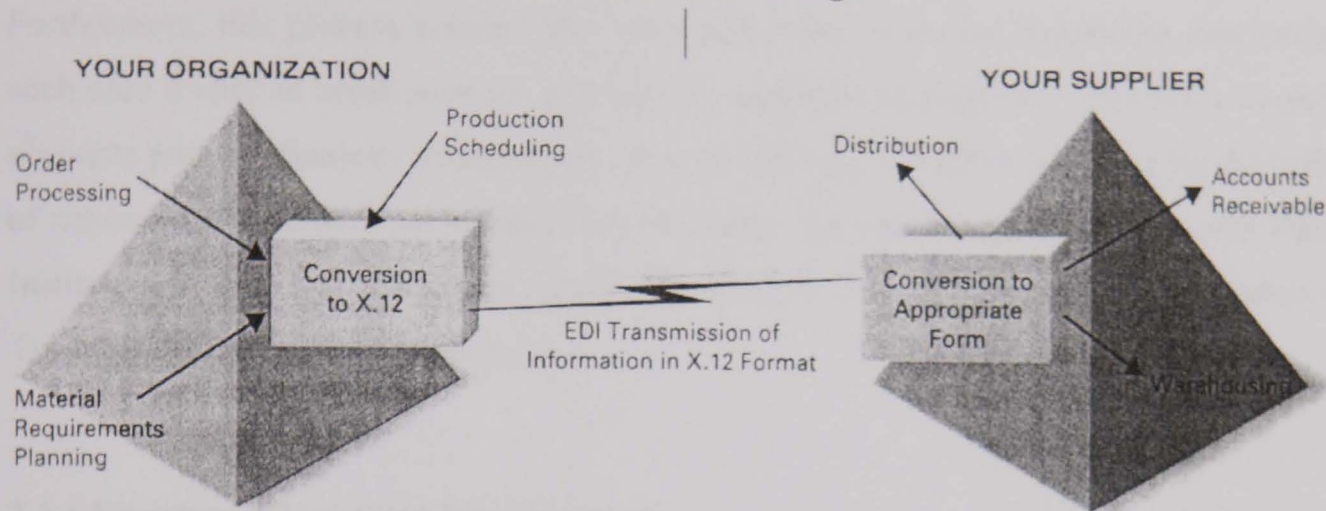 YOUR ORGANIZATION
YOUR SUPPLIER
Order
Processing
Production
Scheduling
Conversion
to X.12
Material
Requirements
Planning
EDI Transmission of
Information in X.12 Format
Distribution
Accounts
Receivable
Conversion to
Appropriate
Form
Warehousing